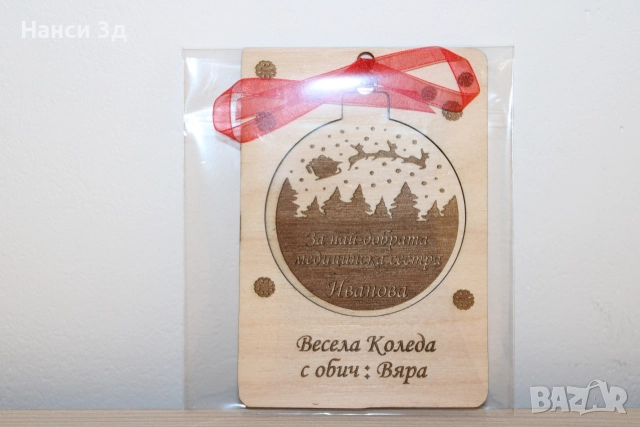 Нанси 3д
За най-добрата
медицинска сестра
Иванова
Весела Коледа
с обич: Вяра
BAZAR